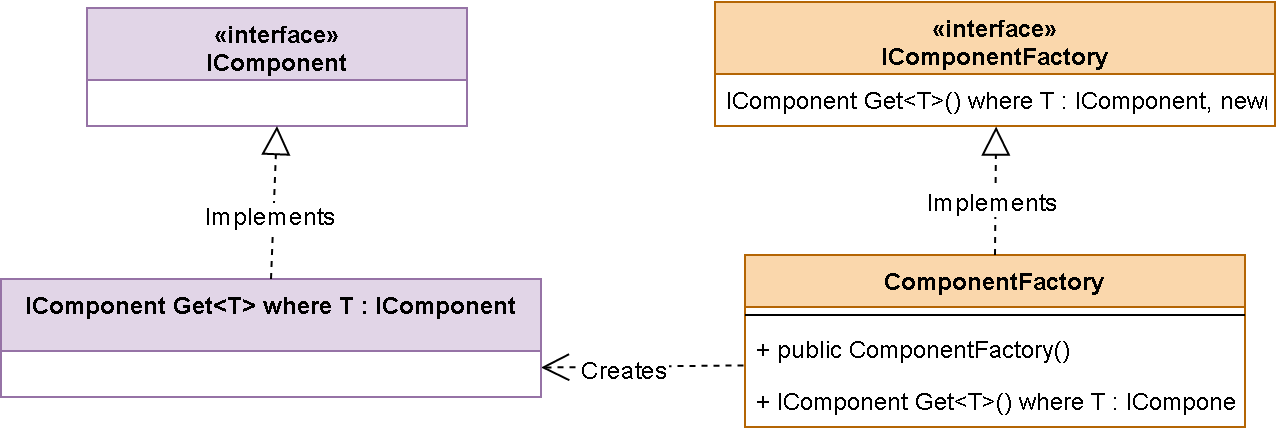 «interface»
IComponent
Implements
IComponent Get<T> where T : IComponent
«interface»
IComponentFactory
IComponent Get<T>() where T : IComponent, new(
Implements
ComponentFactory
+ public ComponentFactory()
+ IComponent Get<T>() where T : ICompone
Creates